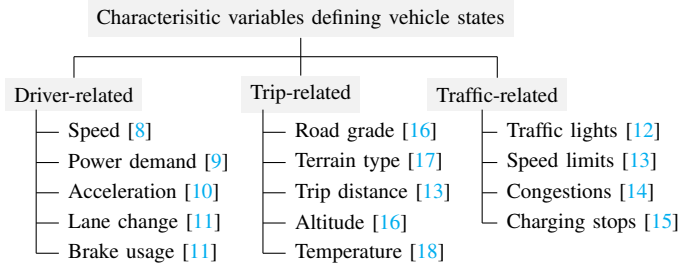 Characterisitic variables defining vehicle states
Driver-related
Speed [8]
Power demand [9]
Acceleration [10]
Lane change [11]
Brake usage [11]
Trip-related
Road grade [16]
Terrain type [17]
Trip distance [13]
Altitude [16]
Temperature [18]
Traffic-related
Traffic lights [12]
Speed limits [13]
Congestions [14]
Charging stops [15]